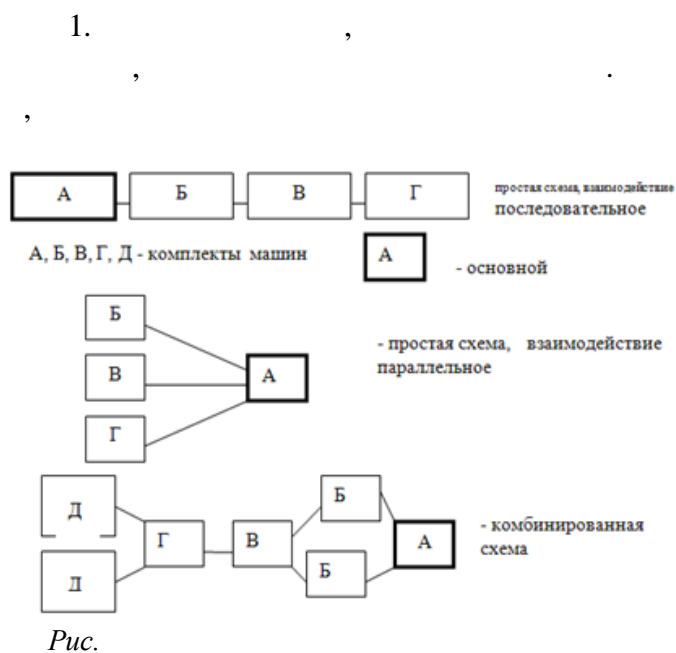 1. ,
, .
,
А Б В Г
простая схема, взаимодействие
последовательное
А, Б, В, Г, Д - комплекты машин
А
- основной
Б
В
Г
А
- простая схема, взаимодействие
параллельное
Д
Д
Г
В
Б
Б
А
- комбинированная
схема
Рис.